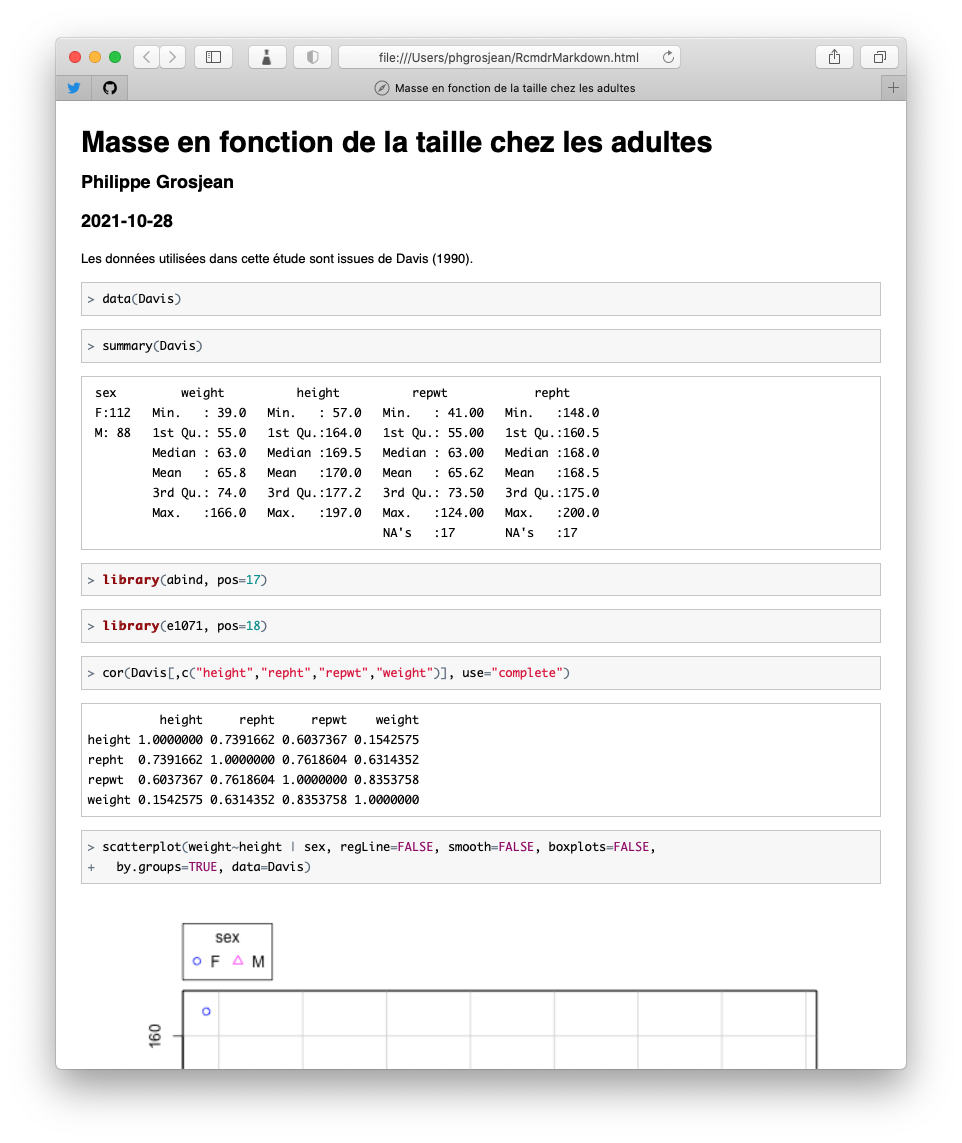 file:///Users/phgrosjean/RcmdrMarkdown.html
Masse en fonction de la taille chez les adultes
Masse en fonction de la taille chez les adultes
Philippe Grosjean
2021-10-28
Les données utilisées dans cette étude sont issues de Davis (1990).
> data(Davis)
> summary(Davis)
sex weight height repwt repht
F:112 Min. : 39.0 Min. : 57.0 Min. : 41.00 Min. :148.0
M: 88 1st Qu.: 55.0 1st Qu.:164.0 1st Qu.: 55.00 1st Qu.:160.5
Median : 63.0 Median :169.5 Median : 63.00 Median :168.0
Mean : 65.8 Mean :170.0 Mean : 65.62 Mean :168.5
3rd Qu.: 74.0 3rd Qu.:177.2 3rd Qu.: 73.50 3rd Qu.:175.0
Max. :166.0 Max. :197.0 Max. :124.00 Max. :200.0
NA's :17 NA's :17
> library(abind, pos=17)
> library(e1071, pos=18)
> cor(Davis[,c("height","repht","repwt","weight")], use="complete")
height repht repwt weight
height 1.0000000 0.7391662 0.6037367 0.1542575
repht 0.7391662 1.0000000 0.7618604 0.6314352
repwt 0.6037367 0.7618604 1.0000000 0.8353758
weight 0.1542575 0.6314352 0.8353758 1.0000000
> scatterplot(weight~height | sex, regLine=FALSE, smooth=FALSE, boxplots=FALSE,
+ by.groups=TRUE, data=Davis)
sex
F M
160